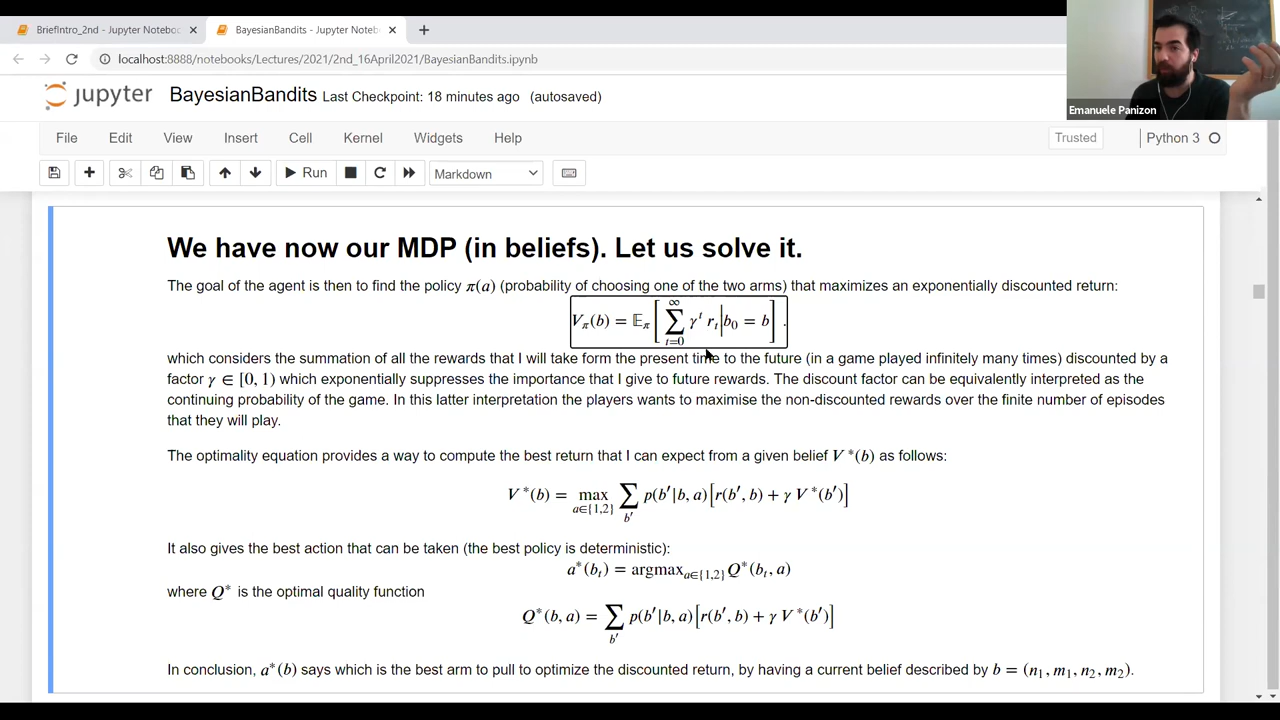 BriefIntro_2nd - Jupyter Noteboo
BayesianBandits - Jupyter Noteb
localhost:8888/notebooks/Lectures/2021/2nd_16April2021/BayesianBandits.ipynb
Emanuele Panizon
jupyter BayesianBandits Last Checkpoint: 18 minutes ago (autosaved)
File Edit View Insert Cell Kernel Widgets Help Trusted Python 3
Run Markdown
We have now our MDP (in beliefs). Let us solve it.
The goal of the agent is then to find the policy π(a) (probability of choosing one of the two arms) that maximizes an exponentially discounted return:
V_π(b) = 𝔼_π [ ∑_{t=0}^{∞} γ^t r_t | b_0 = b ] .
which considers the summation of all the rewards that I will take form the present time to the future (in a game played infinitely many times) discounted by a
factor γ ∈ [0, 1) which exponentially suppresses the importance that I give to future rewards. The discount factor can be equivalently interpreted as the
continuing probability of the game. In this latter interpretation the players wants to maximise the non-discounted rewards over the finite number of episodes
that they will play.
The optimality equation provides a way to compute the best return that I can expect from a given belief V*(b) as follows:
V*(b) = max_{a∈{1,2}} ∑_{b'} p(b'|b, a)[r(b', b) + γ V*(b')]
It also gives the best action that can be taken (the best policy is deterministic):
a*(b_t) = argmax_{a∈{1,2}} Q*(b_t, a)
where Q* is the optimal quality function
Q*(b, a) = ∑_{b'} p(b'|b, a)[r(b', b) + γ V*(b')]
In conclusion, a*(b) says which is the best arm to pull to optimize the discounted return, by having a current belief described by b = (n_1, m_1, n_2, m_2).